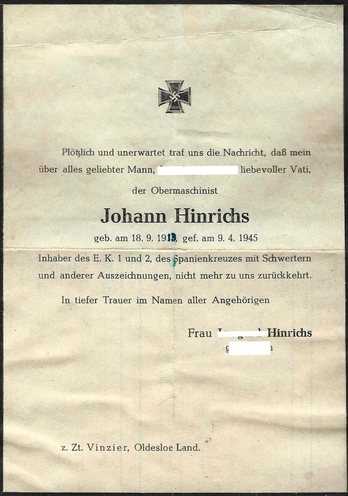 Plötzlich und unerwartet traf uns die Nachricht, daß mein
über alles geliebter Mann, liebevoller Vati,
der Obermaschinist
Johann Hinrichs
geb. am 18. 9. 1913, gef. am 9. 4. 1945
Inhaber des E. K. 1 und 2, des Spanienkreuzes mit Schwertern
und anderer Auszeichnungen, nicht mehr zu uns zurückkehrt.
In tiefer Trauer im Namen aller Angehörigen
Frau Hinrichs
z. Zt. Vinzier, Oldesloe Land.